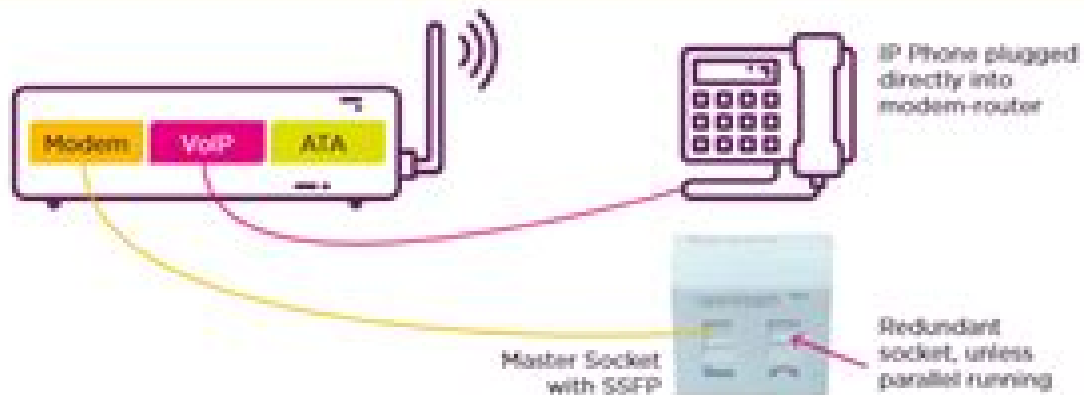 IP Phone plugged
directly into
modem-router
Modem
VoIP
ATA
Master Socket
with SSFP
Redundant
socket, unless
parallel running